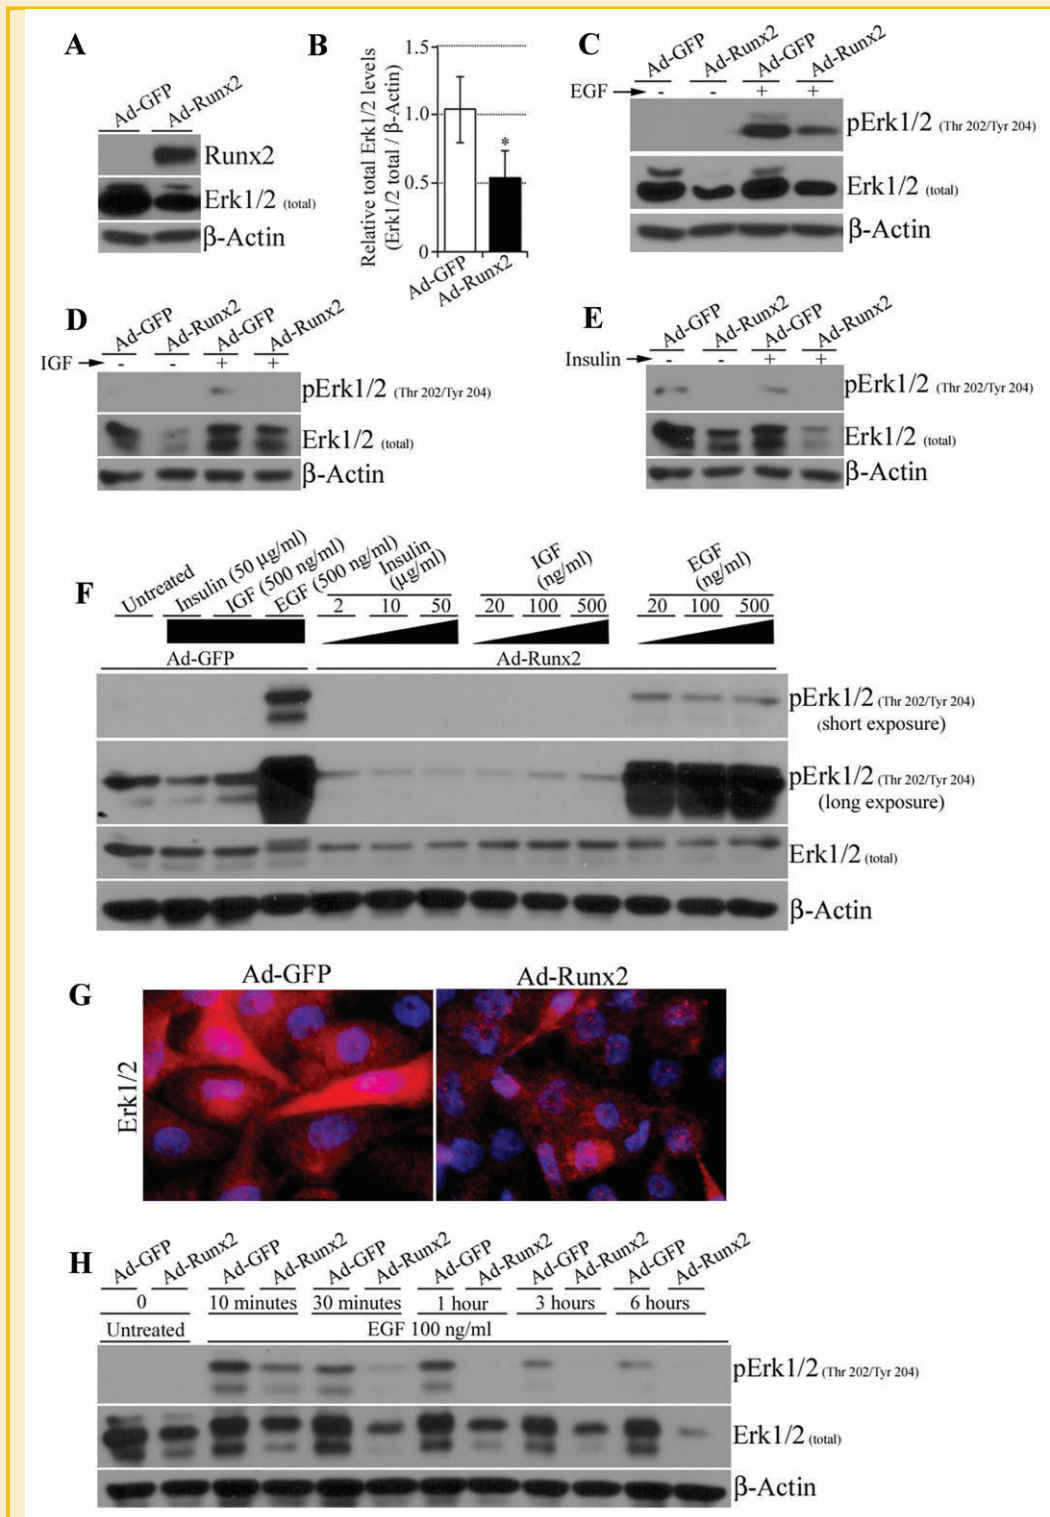 A
Ad-GFP
Ad-Runx2
Runx2
Erk1/2 (total)
β-Actin
B
Relative total Erk1/2 levels
(Erk1/2 total / β-Actin)
1.5
1.0
0.5
0
*
Ad-GFP
Ad-Runx2
C
Ad-GFP
Ad-Runx2
Ad-GFP
Ad-Runx2
EGF
- - + +
pErk1/2 (Thr 202/Tyr 204)
Erk1/2 (total)
β-Actin
D
Ad-GFP
Ad-Runx2
Ad-GFP
Ad-Runx2
IGF
- - + +
pErk1/2 (Thr 202/Tyr 204)
Erk1/2 (total)
β-Actin
E
Ad-GFP
Ad-Runx2
Ad-GFP
Ad-Runx2
Insulin
- - + +
pErk1/2 (Thr 202/Tyr 204)
Erk1/2 (total)
β-Actin
F
Untreated
Insulin (50 µg/ml)
IGF (500 ng/ml)
EGF (500 ng/ml)
Insulin
(µg/ml)
2 10 50
IGF
(ng/ml)
20 100 500
EGF
(ng/ml)
20 100 500
Ad-GFP
Ad-Runx2
pErk1/2 (Thr 202/Tyr 204)
(short exposure)
pErk1/2 (Thr 202/Tyr 204)
(long exposure)
Erk1/2 (total)
β-Actin
G
Ad-GFP
Ad-Runx2
Erk1/2
H
Ad-GFP
Ad-Runx2
Ad-GFP
Ad-Runx2
Ad-GFP
Ad-Runx2
Ad-GFP
Ad-Runx2
Ad-GFP
Ad-Runx2
Ad-GFP
Ad-Runx2
0 10 minutes 30 minutes 1 hour 3 hours 6 hours
Untreated EGF 100 ng/ml
pErk1/2 (Thr 202/Tyr 204)
Erk1/2 (total)
β-Actin